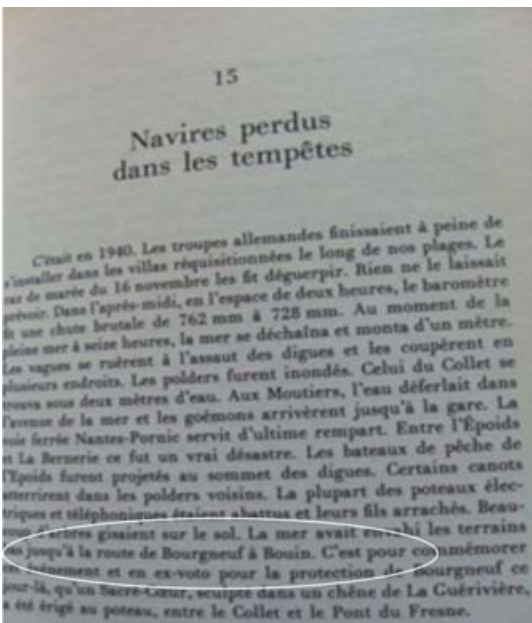 15
Navires perdus
dans les tempêtes
C'était en 1940. Les troupes allemandes finissaient à peine de
s'installer dans les villas réquisitionnées le long de nos plages. Le
raz de marée du 16 novembre les fit déguerpir. Rien ne le laissait
prévoir. Dans l'après-midi, en l'espace de deux heures, le baromètre
fit une chute brutale de 762 mm à 728 mm. Au moment de la
pleine mer à seize heures, la mer se déchaîna et monta d'un mètre.
Les vagues se ruèrent à l'assaut des digues et les coupèrent en
plusieurs endroits. Les polders furent inondés. Celui du Collet se
trouva sous deux mètres d'eau. Aux Moutiers, l'eau déferlait dans
l'avenue de la mer et les goémons arrivèrent jusqu'à la gare. La
voie ferrée Nantes-Pornic servit d'ultime rempart. Entre l'Époids
et La Bernerie ce fut un vrai désastre. Les bateaux de pêche de
l'Epoids furent projetés au sommet des digues. Certains canots
atterrirent dans les polders voisins. La plupart des poteaux élec-
triques et téléphoniques étaient abattus et leurs fils arrachés. Beau-
coup d'arbres gisaient sur le sol. La mer avait envahi les terrains
bas jusqu'à la route de Bourgneuf à Bouin. C'est pour commémorer
cet événement et en ex-voto pour la protection de Bourgneuf ce
jour-là, qu'un Sacré-Cœur, sculpté dans un chêne de La Guérivière,
a été érigé au poteau, entre le Collet et le Pont du Fresne.